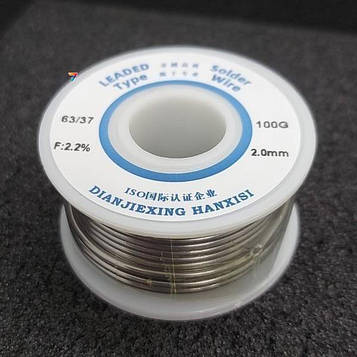 LEADED Solder
Type Wire
63/37 100G
F:2.2% 2.0mm
ISO国际认证企业
DIANJIEXING HANXISI